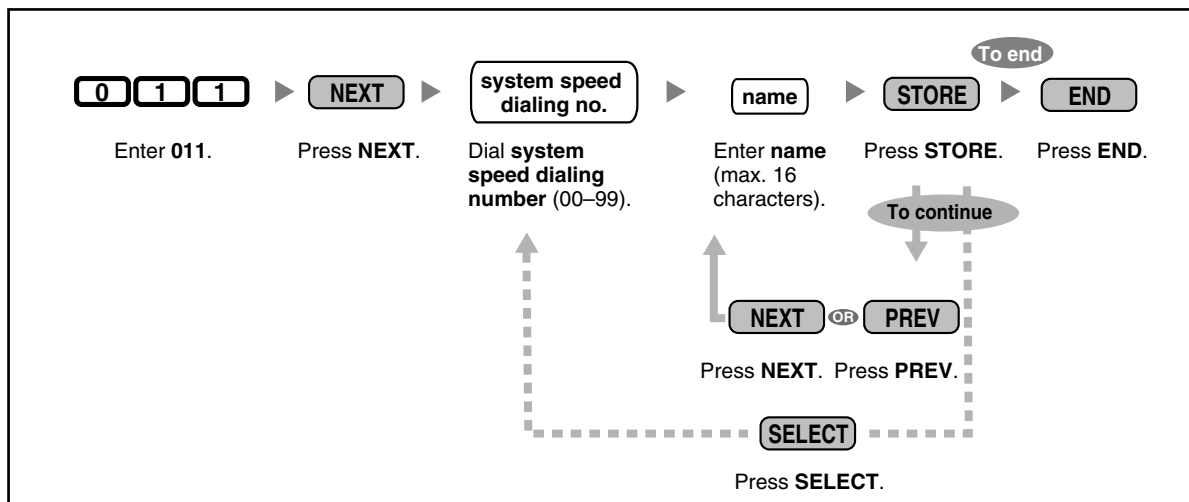 To end
0 1 1 NEXT system speed dialing no. name STORE END
Enter 011. Press NEXT. Dial system speed dialing number (00–99). Enter name (max. 16 characters). Press STORE. Press END.
To continue
NEXT OR PREV
Press NEXT. Press PREV.
SELECT
Press SELECT.